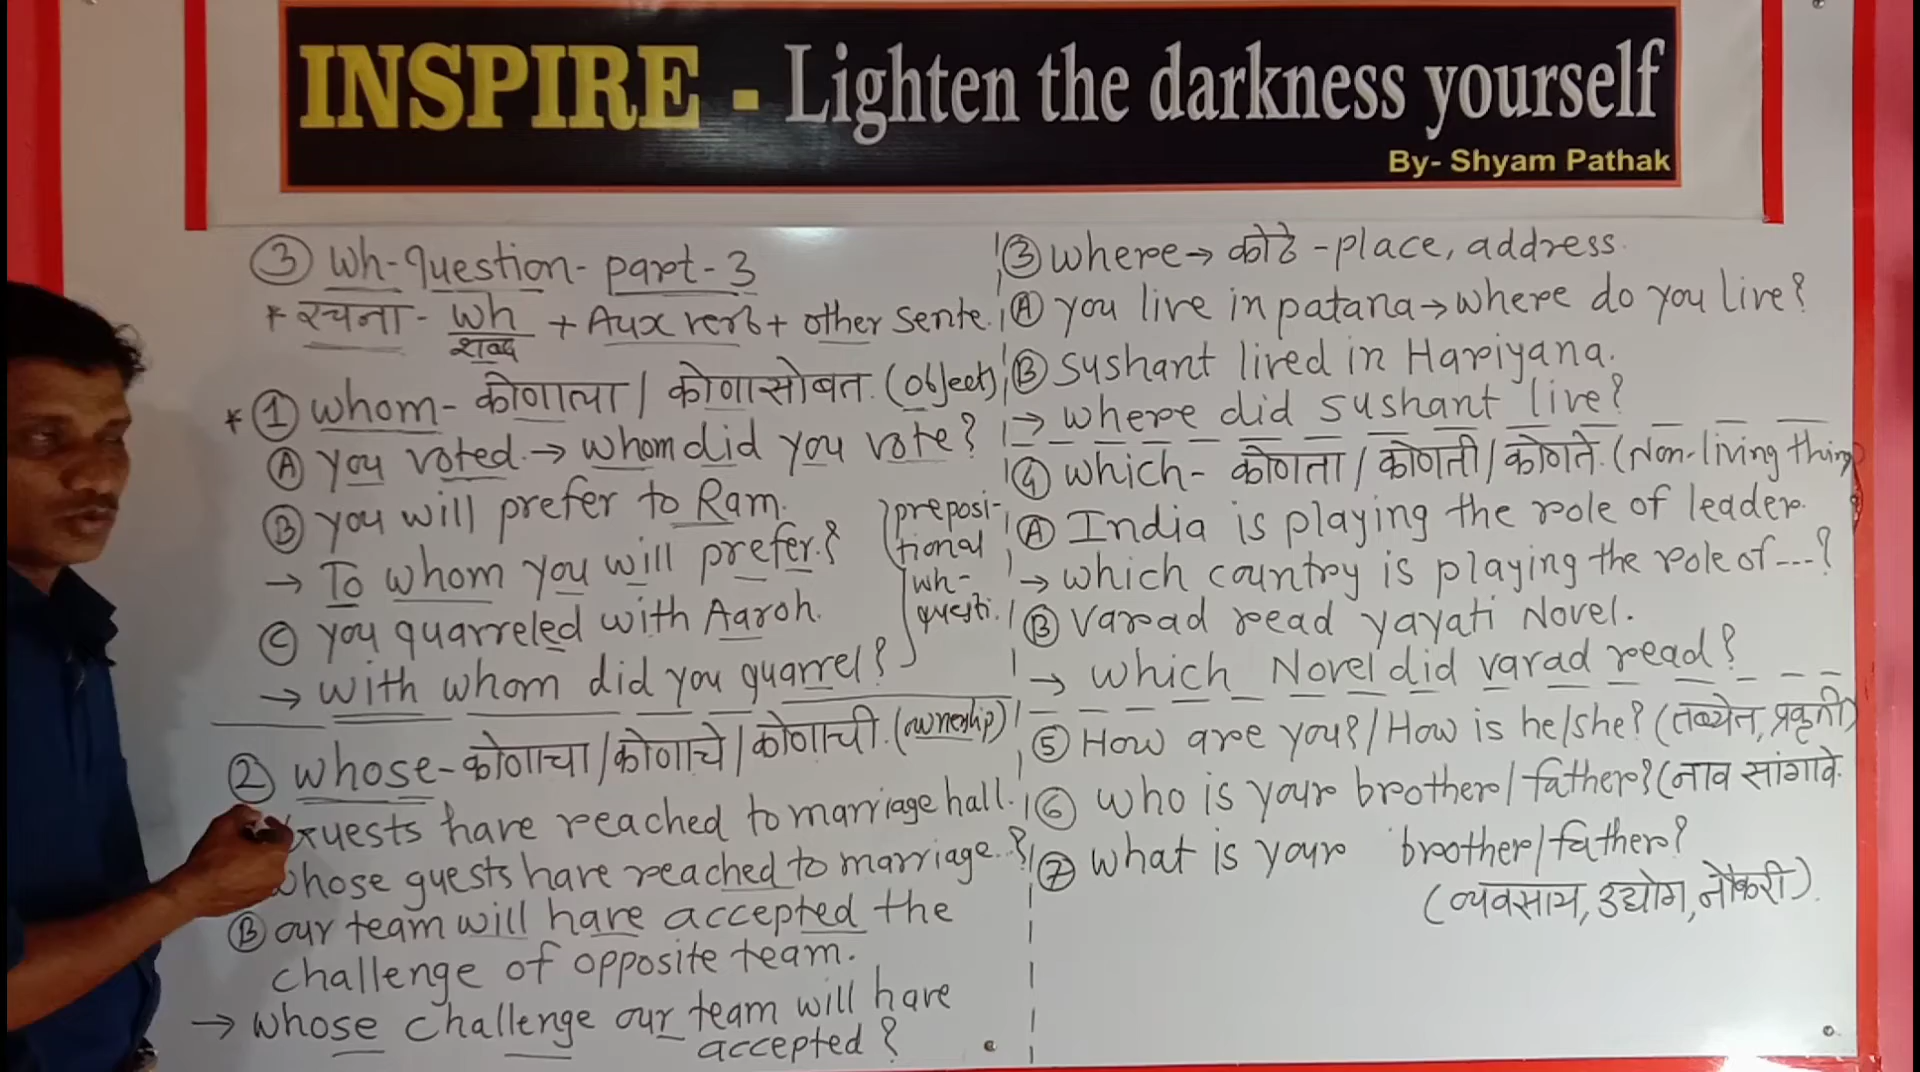 INSPIRE - Lighten the darkness yourself
By- Shyam Pathak
③ Wh-question- part-3
* रचना - Wh शब्द + Aux verb + other sente.
* ① whom - कोणाला / कोणासोबत. (object)
Ⓐ you voted. → whom did you vote?
Ⓑ you will prefer to Ram.
→ To whom you will prefer?
Ⓒ you quarreled with Aaroh.
→ with whom did you quarrel?
preposi-
tional
wh-
questi.
② whose - कोणाचा / कोणाचे / कोणाची. (ownership)
guests have reached to marriage hall.
whose guests have reached to marriage..?
Ⓑ our team will have accepted the
challenge of opposite team.
→ whose challenge our team will have
accepted?
③ where → कोठे - place, address.
Ⓐ you live in patana → where do you live?
Ⓑ sushant lired in Hariyana.
→ where did sushant live?
④ which - कोणता / कोणती / कोणते. (Non-living thing)
Ⓐ India is playing the role of leader.
→ which country is playing the role of ---?
Ⓑ varad read yayati Novel.
→ which Novel did varad read?
⑤ How are you? / How is he/she? (तब्येत, प्रकृती)
⑥ who is your brother / father? (नाव सांगावे.
⑦ what is your brother / father?
(व्यवसाय, उद्योग, नौकरी).